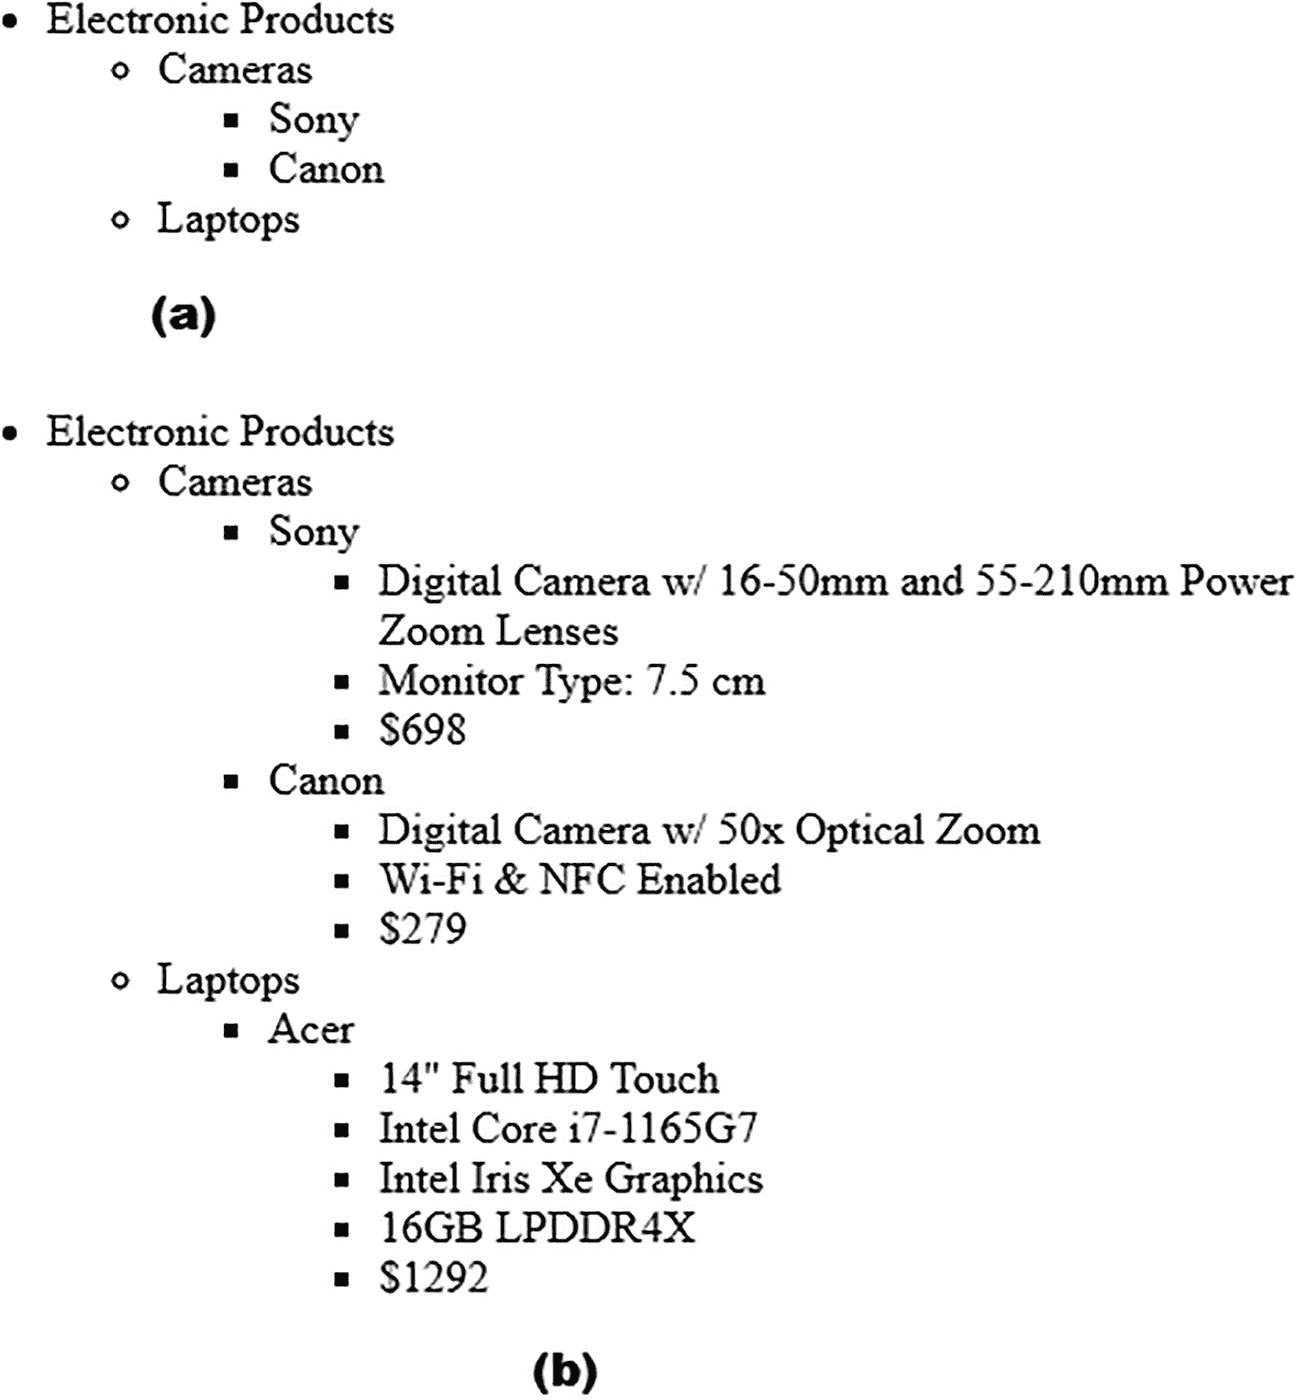 • Electronic Products
○ Cameras
▪ Sony
▪ Canon
○ Laptops
(a)
• Electronic Products
○ Cameras
▪ Sony
▪ Digital Camera w/ 16-50mm and 55-210mm Power
Zoom Lenses
▪ Monitor Type: 7.5 cm
▪ $698
▪ Canon
▪ Digital Camera w/ 50x Optical Zoom
▪ Wi-Fi & NFC Enabled
▪ $279
○ Laptops
▪ Acer
▪ 14" Full HD Touch
▪ Intel Core i7-1165G7
▪ Intel Iris Xe Graphics
▪ 16GB LPDDR4X
▪ $1292
(b)